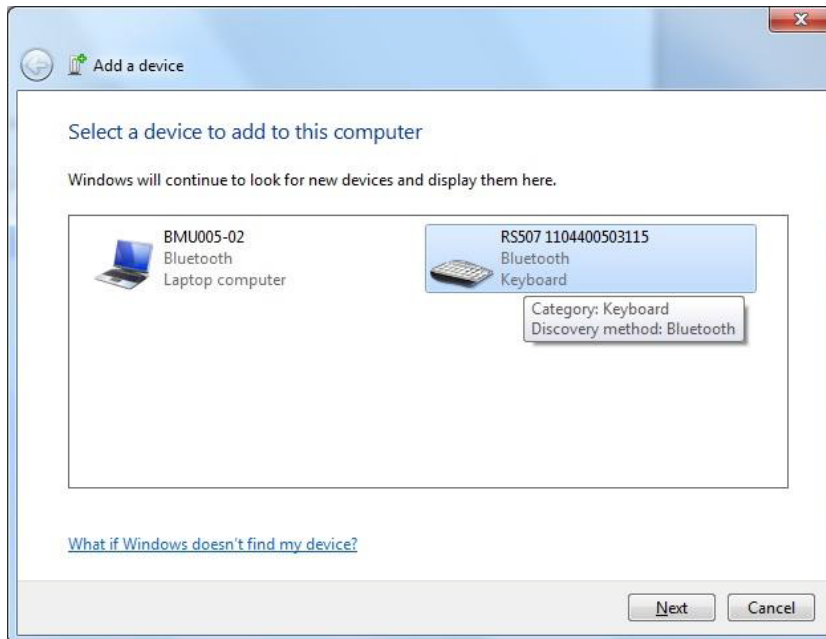 Add a device
Select a device to add to this computer
Windows will continue to look for new devices and display them here.
BMU005-02
Bluetooth
Laptop computer
RS507 1104400503115
Bluetooth
Keyboard
Category: Keyboard
Discovery method: Bluetooth
What if Windows doesn't find my device?
Next
Cancel